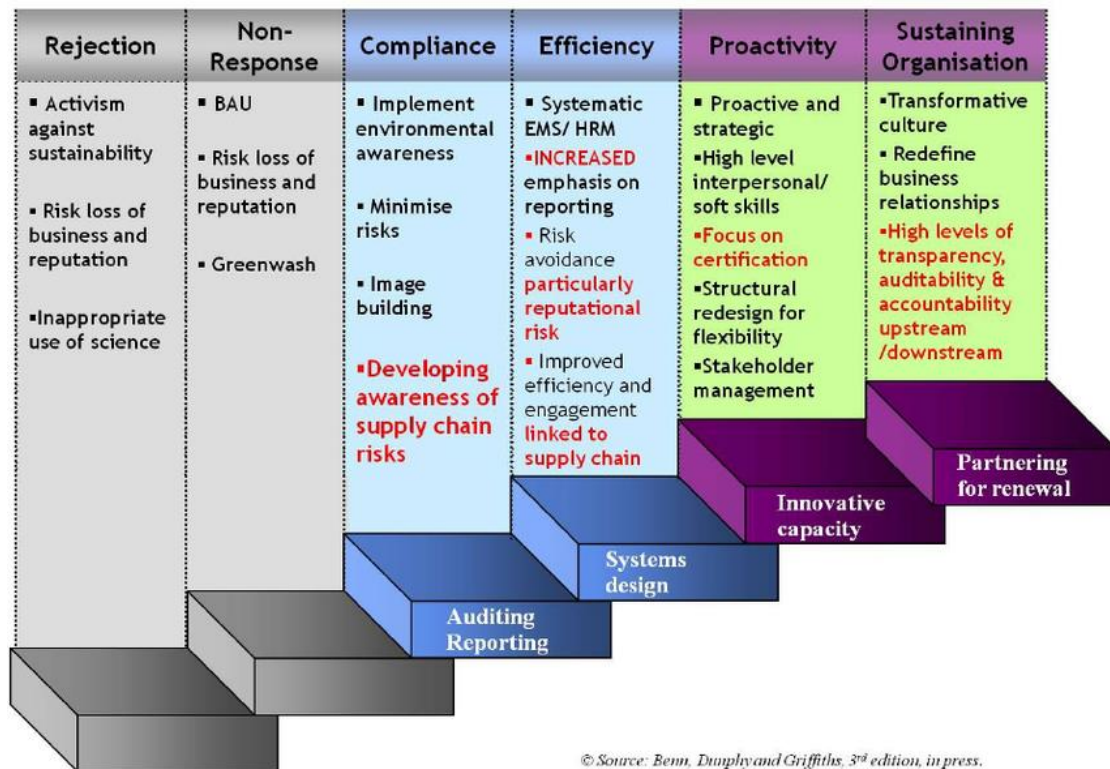 Rejection
▪ Activism
against
sustainability
▪ Risk loss of
business and
reputation
▪Inappropriate
use of science
Non-
Response
▪ BAU
▪ Risk loss of
business and
reputation
▪ Greenwash
Compliance
▪ Implement
environmental
awareness
▪ Minimise
risks
▪ Image
building
▪Developing
awareness of
supply chain
risks
Auditing
Reporting
Efficiency
▪ Systematic
EMS/ HRM
▪INCREASED
emphasis on
reporting
▪ Risk
avoidance
particularly
reputational
risk
▪ Improved
efficiency and
engagement
linked to
supply chain
Systems
design
Proactivity
▪ Proactive and
strategic
▪High level
interpersonal/
soft skills
▪Focus on
certification
▪Structural
redesign for
flexibility
▪Stakeholder
management
Innovative
capacity
Sustaining
Organisation
▪Transformative
culture
▪ Redefine
business
relationships
▪High levels of
transparency,
auditability &
accountability
upstream
/downstream
Partnering
for renewal
© Source: Benn, Dunphy and Griffiths, 3rd edition, in press.